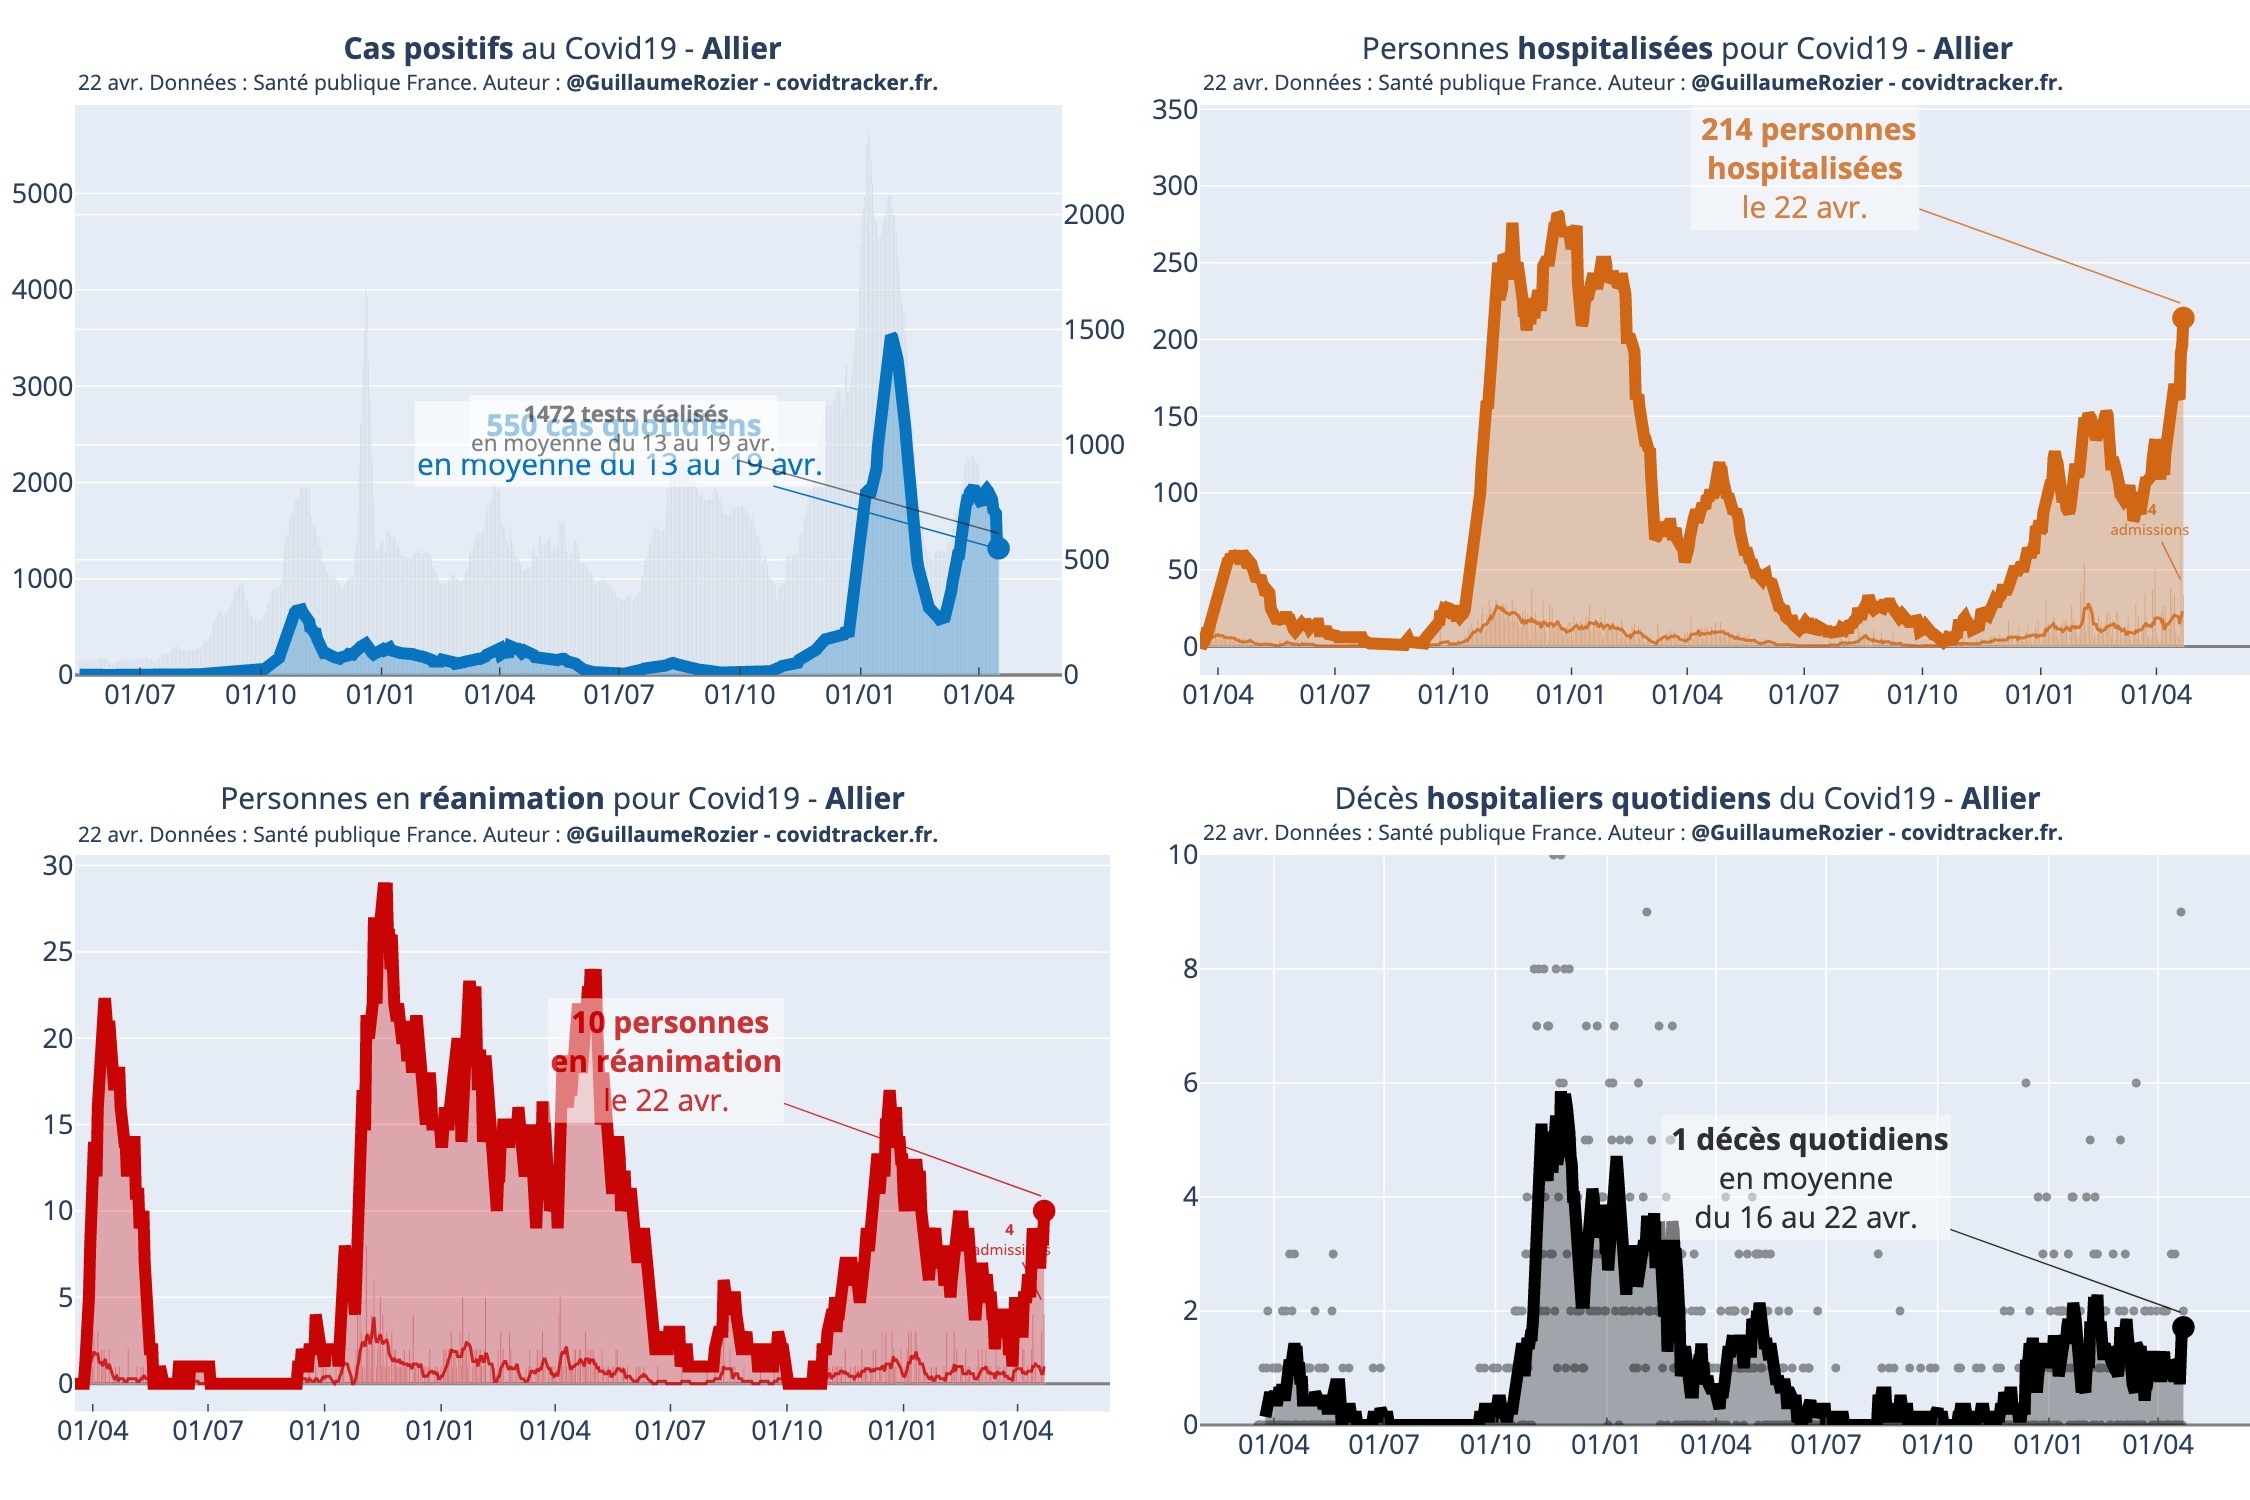 Cas positifs au Covid19 - Allier
22 avr. Données : Santé publique France. Auteur : @GuillaumeRozier - covidtracker.fr.
5000
4000
3000
2000
1000
0
2000
1500
1000
500
0
1472 tests réalisés
en moyenne du 13 au 19 avr.
550 cas quotidiens
en moyenne du 13 au 19 avr.
01/07 01/10 01/01 01/04 01/07 01/10 01/01 01/04
Personnes hospitalisées pour Covid19 - Allier
22 avr. Données : Santé publique France. Auteur : @GuillaumeRozier - covidtracker.fr.
350
300
250
200
150
100
50
0
214 personnes
hospitalisées
le 22 avr.
4
admissions
01/04 01/07 01/10 01/01 01/04 01/07 01/10 01/01 01/04
Personnes en réanimation pour Covid19 - Allier
22 avr. Données : Santé publique France. Auteur : @GuillaumeRozier - covidtracker.fr.
30
25
20
15
10
5
0
10 personnes
en réanimation
le 22 avr.
4
admissions
01/04 01/07 01/10 01/01 01/04 01/07 01/10 01/01 01/04
Décès hospitaliers quotidiens du Covid19 - Allier
22 avr. Données : Santé publique France. Auteur : @GuillaumeRozier - covidtracker.fr.
10
8
6
4
2
0
1 décès quotidiens
en moyenne
du 16 au 22 avr.
01/04 01/07 01/10 01/01 01/04 01/07 01/10 01/01 01/04